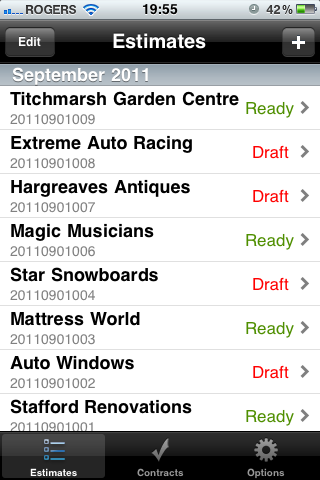 ROGERS 19:55 42%
Edit Estimates +
September 2011
Titchmarsh Garden Centre Ready
20110901009
Extreme Auto Racing Draft
20110901008
Hargreaves Antiques Draft
20110901007
Magic Musicians Ready
20110901006
Star Snowboards Draft
20110901004
Mattress World Ready
20110901003
Auto Windows Draft
20110901002
Stafford Renovations Ready
20110901001
Estimates Contracts Options